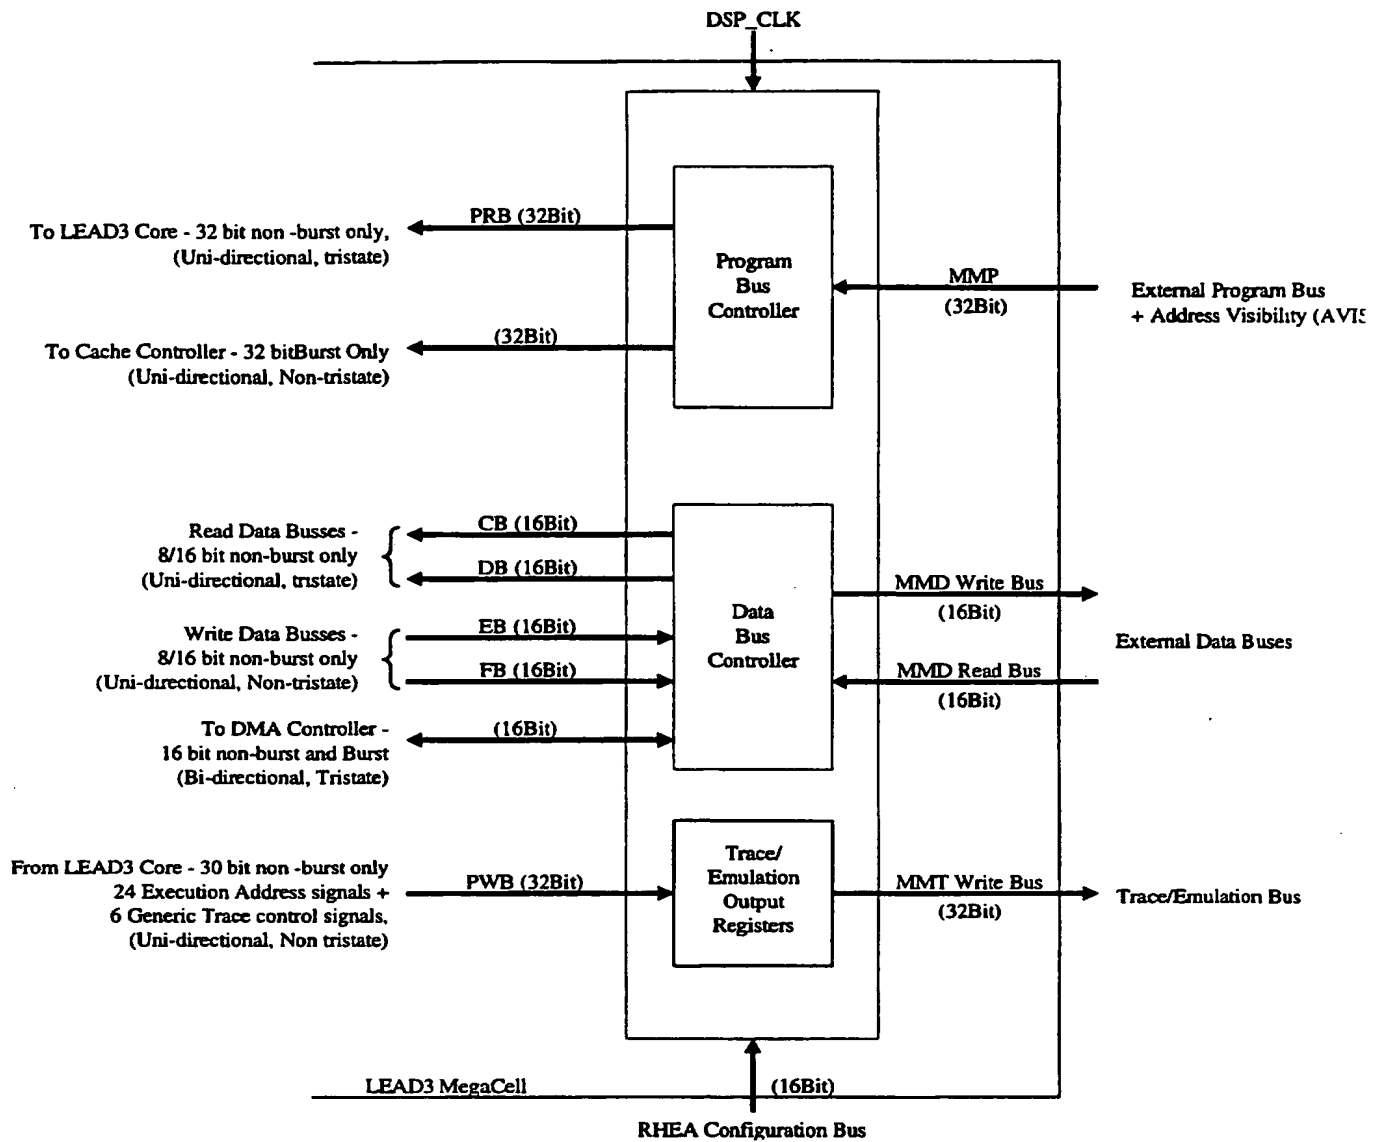 DSP_CLK
PRB (32Bit)
To LEAD3 Core - 32 bit non -burst only,
(Uni-directional, tristate)
Program
Bus
Controller
MMP
(32Bit)
External Program Bus
+ Address Visibility (AVIS
(32Bit)
To Cache Controller - 32 bitBurst Only
(Uni-directional, Non-tristate)
Read Data Busses -
8/16 bit non-burst only
(Uni-directional, tristate)
CB (16Bit)
DB (16Bit)
Write Data Busses -
8/16 bit non-burst only
(Uni-directional, Non-tristate)
EB (16Bit)
FB (16Bit)
To DMA Controller -
16 bit non-burst and Burst
(Bi-directional, Tristate)
(16Bit)
Data
Bus
Controller
MMD Write Bus
(16Bit)
External Data Buses
MMD Read Bus
(16Bit)
From LEAD3 Core - 30 bit non -burst only
24 Execution Address signals +
6 Generic Trace control signals,
(Uni-directional, Non tristate)
PWB (32Bit)
Trace/
Emulation
Output
Registers
MMT Write Bus
(32Bit)
Trace/Emulation Bus
LEAD3 MegaCell
(16Bit)
RHEA Configuration Bus